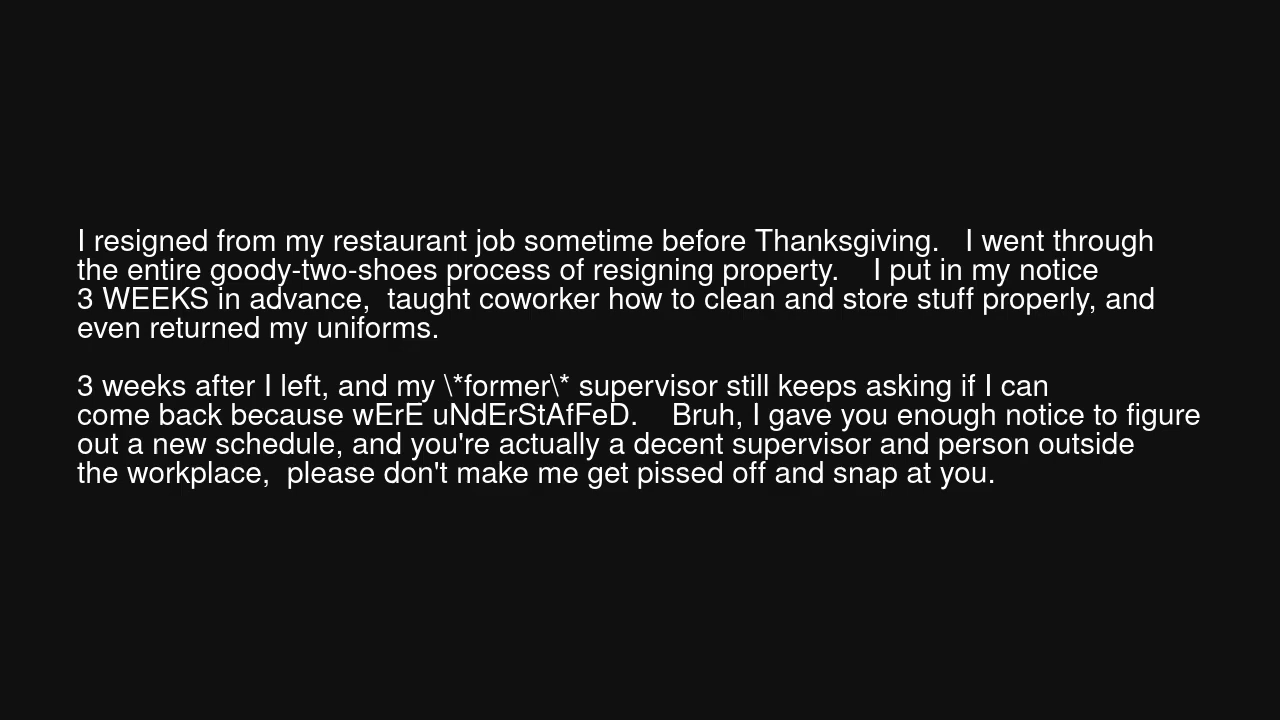 I resigned from my restaurant job sometime before Thanksgiving.   I went through
the entire goody-two-shoes process of resigning property.    I put in my notice
3 WEEKS in advance,  taught coworker how to clean and store stuff properly, and
even returned my uniforms.

3 weeks after I left, and my \*former\* supervisor still keeps asking if I can
come back because wErE uNdErStAfFeD.    Bruh, I gave you enough notice to figure
out a new schedule, and you're actually a decent supervisor and person outside
the workplace,  please don't make me get pissed off and snap at you.